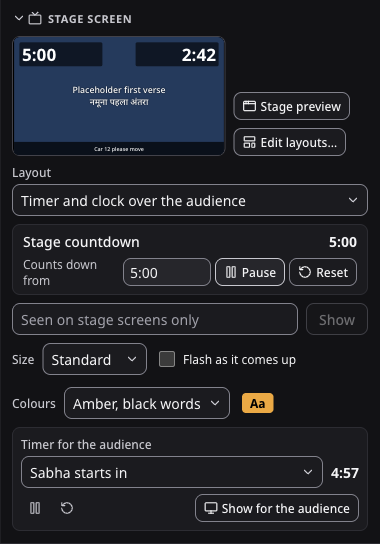 STAGE SCREEN
5:00
2:42
Placeholder first verse
नमूना पहला अंतरा
Car 12 please move
Stage preview
Edit layouts...
Layout
Timer and clock over the audience
Stage countdown
5:00
Counts down from
5:00
Pause
Reset
Seen on stage screens only
Show
Size
Standard
Flash as it comes up
Colours
Amber, black words
Aa
Timer for the audience
Sabha starts in
4:57
Show for the audience